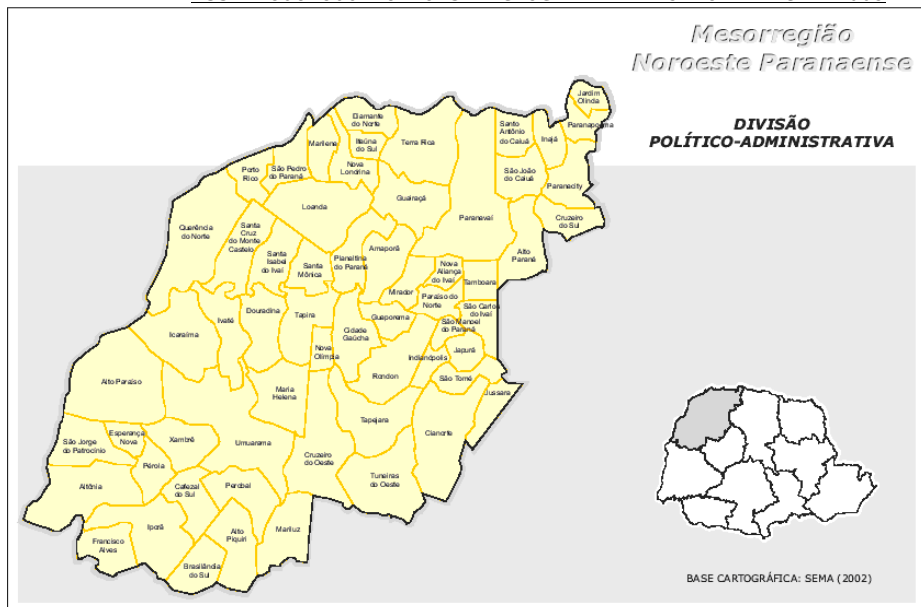 Mesorregião
Noroeste Paranaense
DIVISÃO
POLÍTICO-ADMINISTRATIVA
Jardim
Olinda
Paranapoema
Diamante
do Norte
Santo
Antônio
do Caiuá
Inajá
Marilena
Itaúna
do Sul
Terra Rica
Porto
Rico
São Pedro
do Paraná
Nova
Londrina
São João
do Caiuá
Paranacity
Loanda
Guairaçá
Paranavaí
Cruzeiro
do Sul
Querência
do Norte
Santa
Cruz
do Monte
Castelo
Santa
Isabel
do Ivaí
Santa
Mônica
Planaltina
do Paraná
Amaporã
Alto
Paraná
Nova
Aliança
do Ivaí
Tamboara
Mirador
Paraíso do
Norte
São Carlos
do Ivaí
Icaraíma
Ivaté
Douradina
Tapira
Cidade
Gaúcha
Guaporema
São Manoel
do Paraná
Nova
Olímpia
Indianópolis
Japurá
Rondon
São Tomé
Jussara
Alto Paraíso
Maria
Helena
Tapejara
Cianorte
São Jorge
do Patrocínio
Esperança
Nova
Xambrê
Umuarama
Pérola
Cruzeiro
do Oeste
Tuneiras
do Oeste
Altônia
Cafezal
do Sul
Perobal
Francisco
Alves
Iporã
Alto
Piquiri
Mariluz
Brasilândia
do Sul
BASE CARTOGRÁFICA: SEMA (2002)